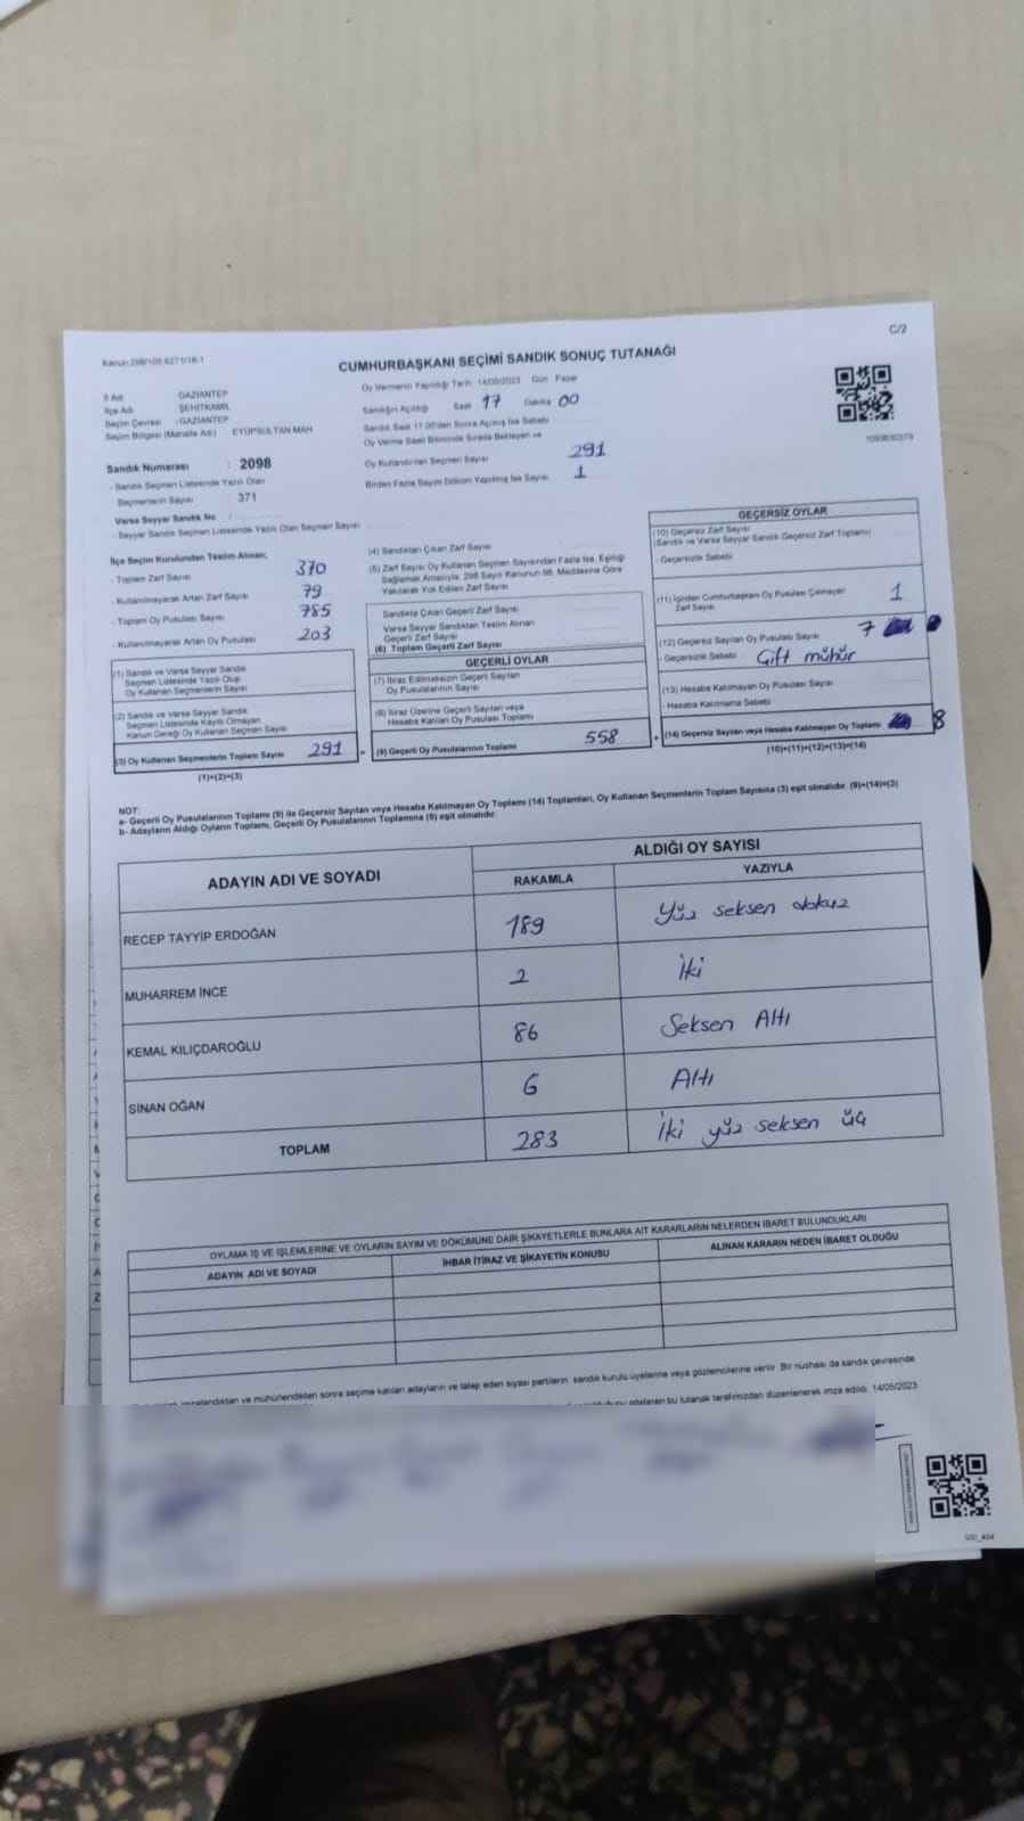 C/2
CUMHURBAŞKANI SEÇİMİ SANDIK SONUÇ TUTANAĞI
İl Adı GAZİANTEP
İlçe Adı ŞEHİTKAMİL
Seçim Çevresi : GAZİANTEP
Seçim Bölgesi (Mahalle Adı) EYÜPSULTAN MAH
Oy Vermenin Yapıldığı Tarih 14/05/2023 Gün Pazar
Sandığın Açıldığı Saat 17 Dakika 00
Sandık Saat 17.00'den Sonra Açılmış İse Sebebi
Oy Verme Saati Bitiminde Sırada Bekleyen ve
Oy Kullandırılan Seçmen Sayısı 291
Birden Fazla Sayım Döküm Yapılmış İse Sayısı 1
Sandık Numarası : 2098
- Sandık Seçmen Listesinde Yazılı Olan
Seçmenlerin Sayısı 371
Varsa Seyyar Sandık No :
- Seyyar Sandık Seçmen Listesinde Yazılı Olan Seçmen Sayısı
İlçe Seçim Kurulundan Teslim Alınan;
- Toplam Zarf Sayısı 370
- Kullanılmayarak Artan Zarf Sayısı 79
- Toplam Oy Pusulası Sayısı 785
- Kullanılmayarak Artan Oy Pusulası 203
(1) Sandık ve Varsa Seyyar Sandık
Seçmen Listesinde Yazılı Olup
Oy Kullanan Seçmenlerin Sayısı
(2) Sandık ve Varsa Seyyar Sandık
Seçmen Listesinde Kaydı Olmayan
Kanun Gereği Oy Kullanan Seçmen Sayısı
(3) Oy Kullanan Seçmenlerin Toplam Sayısı 291
(1)+(2)=(3)
(4) Sandıktan Çıkan Zarf Sayısı
(5) Zarf Sayısı Oy Kullanan Seçmen Sayısından Fazla İse, Eşitliği
Sağlamak Amacıyla, 298 Sayılı Kanunun 98. Maddesine Göre
Yakılarak Yok Edilen Zarf Sayısı
Sandıkta Çıkan Geçerli Zarf Sayısı
Varsa Seyyar Sandıktan Teslim Alınan
Geçerli Zarf Sayısı
(6) Toplam Geçerli Zarf Sayısı
GEÇERLİ OYLAR
(7) İtiraz Edilmeksizin Geçerli Sayılan
Oy Pusulalarının Sayısı
(8) İtiraz Üzerine Geçerli Sayılan veya
Hesaba Katılan Oy Pusulası Toplamı
(9) Geçerli Oy Pusulalarının Toplamı 558
GEÇERSİZ OYLAR
(10) Geçersiz Zarf Sayısı
(Sandık ve Varsa Seyyar Sandık Geçersiz Zarf Toplamı)
- Geçersizlik Sebebi
(11) İçinden Cumhurbaşkanı Oy Pusulası Çıkmayan
Zarf Sayısı 1
(12) Geçersiz Sayılan Oy Pusulası Sayısı 7
- Geçersizlik Sebebi Çift mühür
(13) Hesaba Katılmayan Oy Pusulası Sayısı
- Hesaba Katılmama Sebebi
+ (14) Geçersiz Sayılan veya Hesaba Katılmayan Oy Toplamı 8
(10)+(11)+(12)+(13)=(14)
NOT:
a- Geçerli Oy Pusulalarının Toplamı (9) ile Geçersiz Sayılan veya Hesaba Katılmayan Oy Toplamı (14) Toplamları, Oy Kullanan Seçmenlerin Toplam Sayısına (3) eşit olmalıdır. (9)+(14)=(3)
b- Adayların Aldığı Oyların Toplamı, Geçerli Oy Pusulalarının Toplamına (9) eşit olmalıdır.
ADAYIN ADI VE SOYADI
ALDIĞI OY SAYISI
RAKAMLA YAZIYLA
RECEP TAYYİP ERDOĞAN 189 Yüz seksen dokuz
MUHARREM İNCE 2 İki
KEMAL KILIÇDAROĞLU 86 Seksen Altı
SİNAN OĞAN 6 Altı
TOPLAM 283 İki yüz seksen üç
OYLAMA İŞ VE İŞLEMLERİNE VE OYLARIN SAYIM VE DÖKÜMÜNE DAİR ŞİKAYETLERLE BUNLARA AİT KARARLARIN NELERDEN İBARET BULUNDUKLARI
ADAYIN ADI VE SOYADI İHBAR İTİRAZ VE ŞİKAYETİN KONUSU ALINAN KARARIN NEDEN İBARET OLDUĞU
imzalandıktan ve mühürlendikten sonra seçime katılan adayların ve talep eden siyasi partilerin sandık kurulu üyelerine veya gözlemcilerine verilir. Bir nüshası da sandık çevresinde
bu tutanak tarafımızdan düzenlenerek imza edildi. 14/05/2023